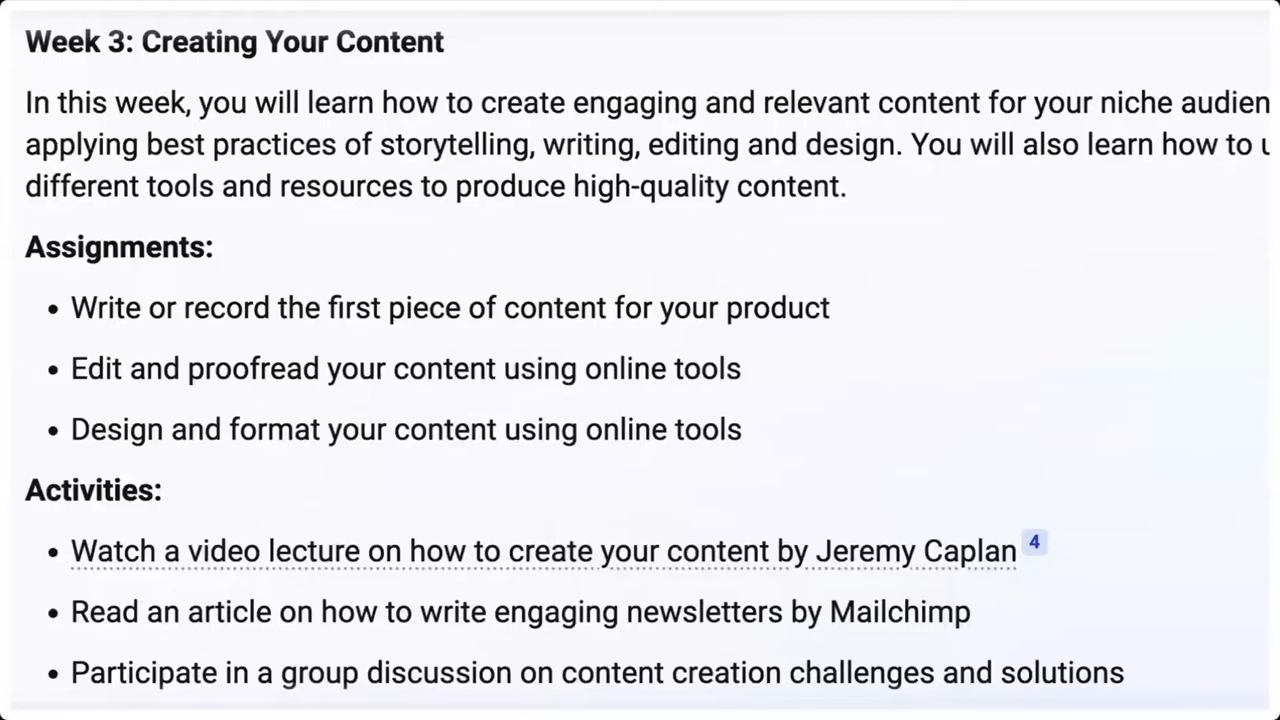 Week 3: Creating Your Content
In this week, you will learn how to create engaging and relevant content for your niche
applying best practices of storytelling, writing, editing and design. You will also learn how to
different tools and resources to produce high-quality content.
Assignments:
• Write or record the first piece of content for your product
• Edit and proofread your content using online tools
• Design and format your content using online tools
Activities:
• Watch a video lecture on how to create your content by Jeremy Caplan 4
• Read an article on how to write engaging newsletters by Mailchimp
• Participate in a group discussion on content creation challenges and solutions